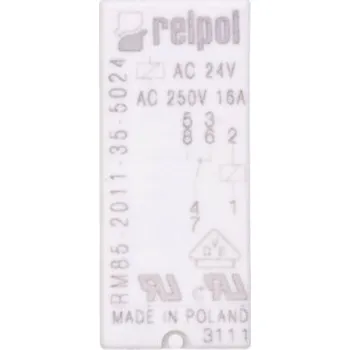 relpol
AC 24V
AC 250V 16A
5 3
8 6 2
4 1
7
RM85-2011-35-5024
MADE IN POLAND
3111